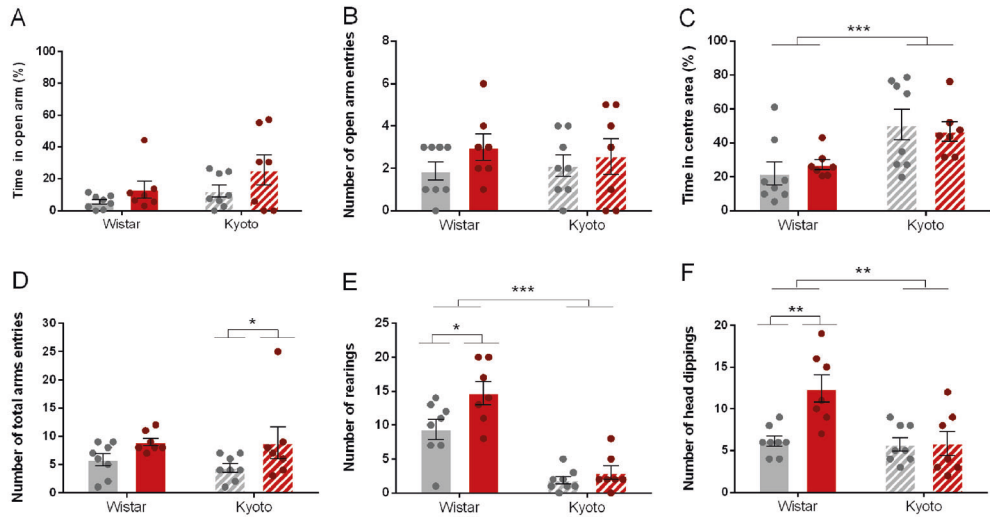 A
Time in open arm (%)
100
80
60
40
20
0
Wistar
Kyoto
B
Number of open arm entries
8
6
4
2
0
Wistar
Kyoto
C
Time in centre area (%)
100
80
60
40
20
0
***
Wistar
Kyoto
D
Number of total arms entries
30
25
20
15
10
5
0
*
Wistar
Kyoto
E
Number of rearings
25
20
15
10
5
0
***
*
Wistar
Kyoto
F
Number of head dippings
20
15
10
5
0
**
**
Wistar
Kyoto